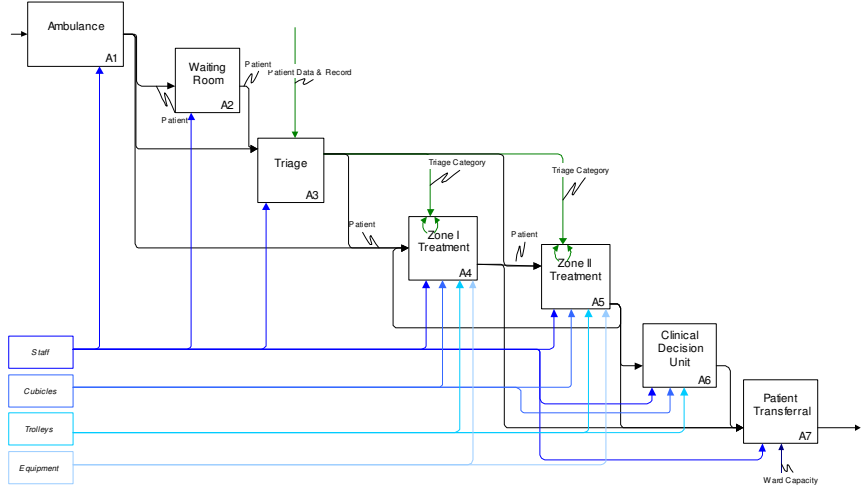 Ambulance
A1
Waiting
Room
A2
Patient
Patient
Patient Data & Record
Triage
A3
Triage Category
Triage Category
Patient
Zone I
Treatment
A4
Patient
Zone II
Treatment
A5
Clinical
Decision
Unit
A6
Patient
Transferral
A7
Ward Capacity
Staff
Cubicles
Trolleys
Equipment